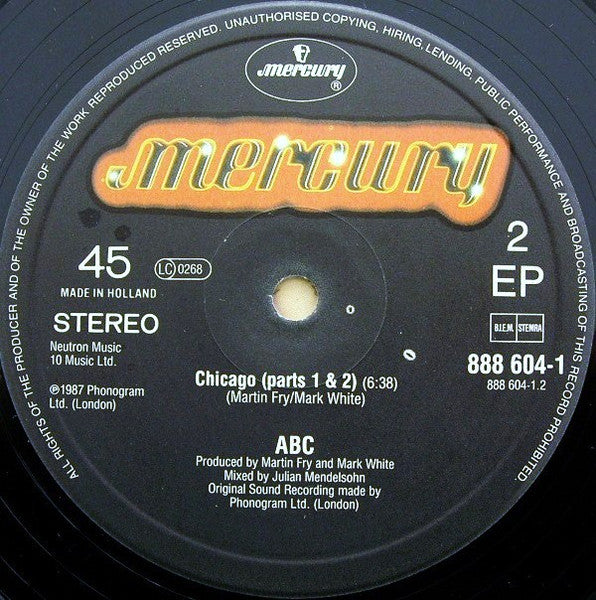 ALL RIGHTS OF THE PRODUCER AND OF THE OWNER OF THE WORK REPRODUCED RESERVED. UNAUTHORISED COPYING, HIRING, LENDING, PUBLIC PERFORMANCE AND BROADCASTING OF THIS RECORD PROHIBITED.
mercury
®
mercury
45
LC 0268
MADE IN HOLLAND
STEREO
Neutron Music
10 Music Ltd.
℗1987 Phonogram
Ltd. (London)
2
EP
B.I.E.M. STEMRA
888 604-1
888 604-1.2
Chicago (parts 1 & 2) (6:38)
(Martin Fry/Mark White)
ABC
Produced by Martin Fry and Mark White
Mixed by Julian Mendelsohn
Original Sound Recording made by
Phonogram Ltd. (London)